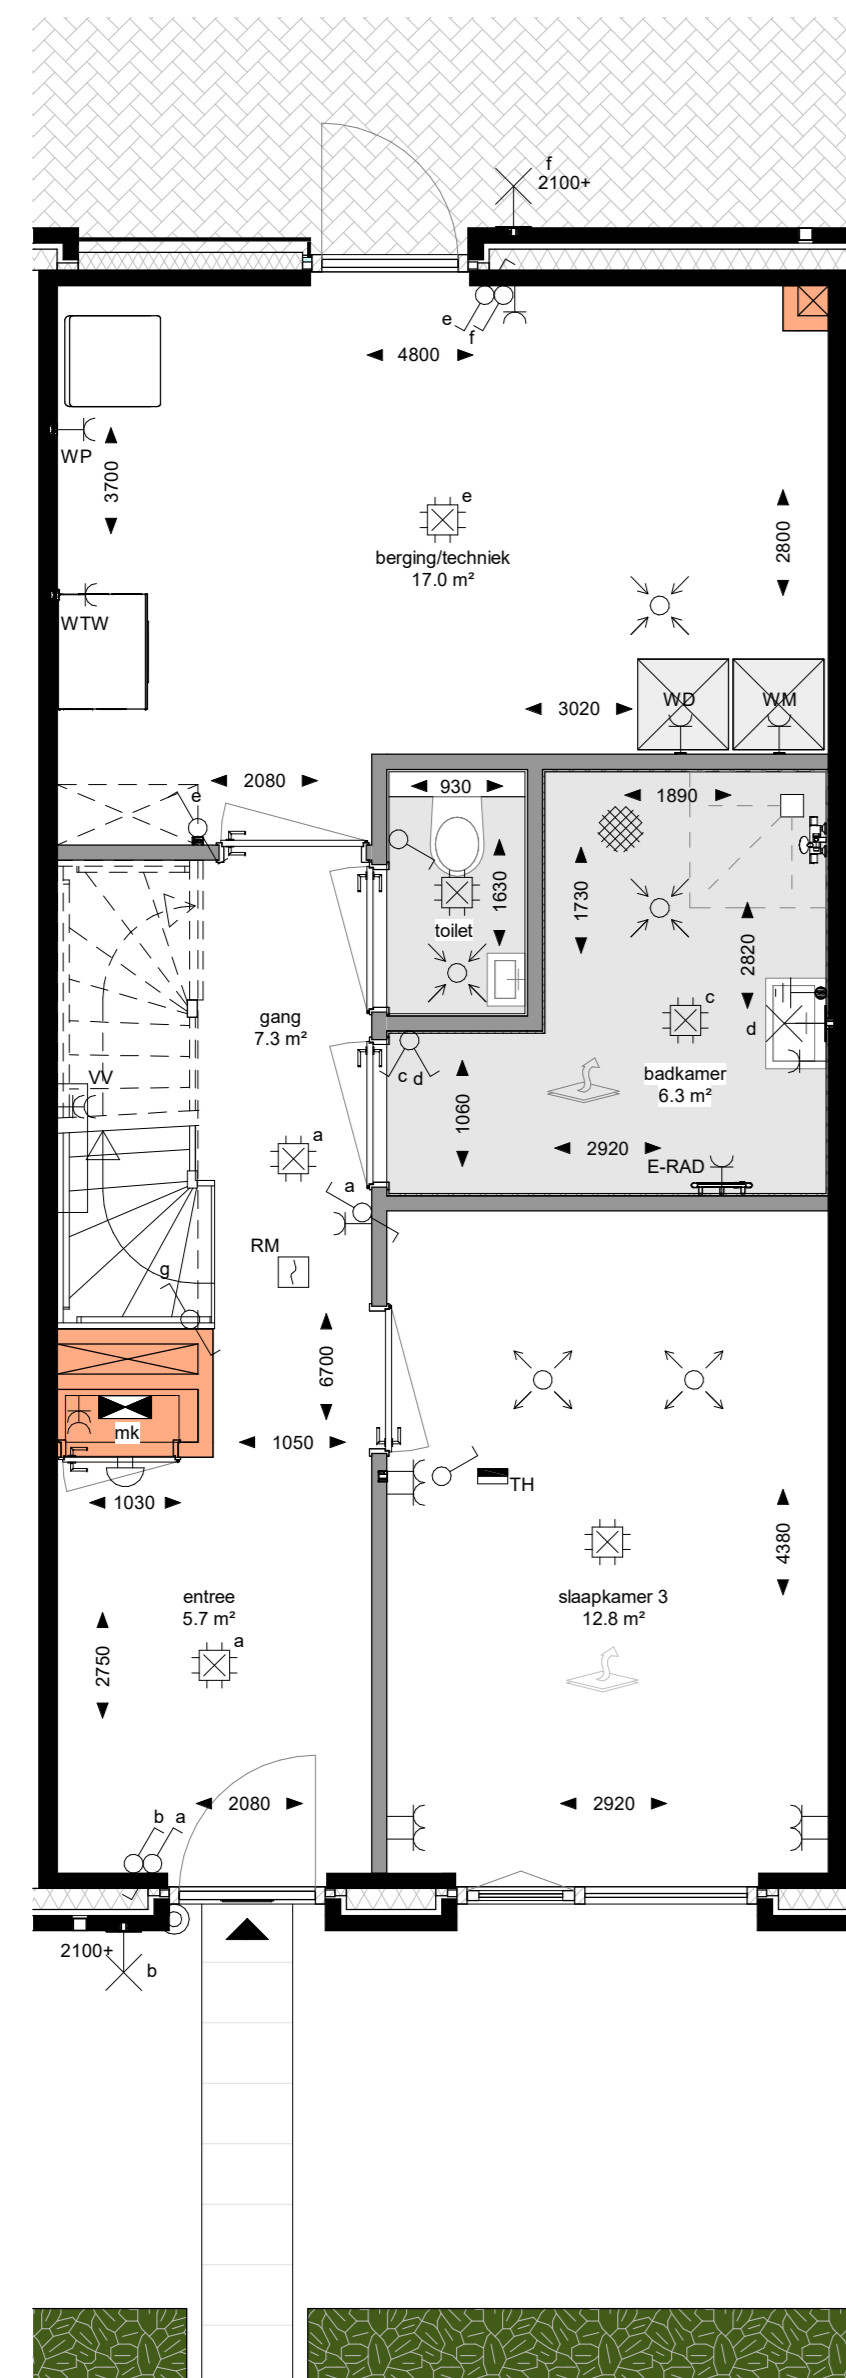 f
2100+
e
f
4800
WP
3700
e
berging/techniek
17.0 m²
2800
WTW
WD
WM
3020
2080
e
930
1890
1630
1730
toilet
2820
gang
7.3 m²
c
d
badkamer
6.3 m²
VV
c d
1060
2920
a
E-RAD
a
RM
g
6700
mk
1050
1030
TH
4380
entree
5.7 m²
slaapkamer 3
12.8 m²
a
2750
2080
2920
b a
2100+
b